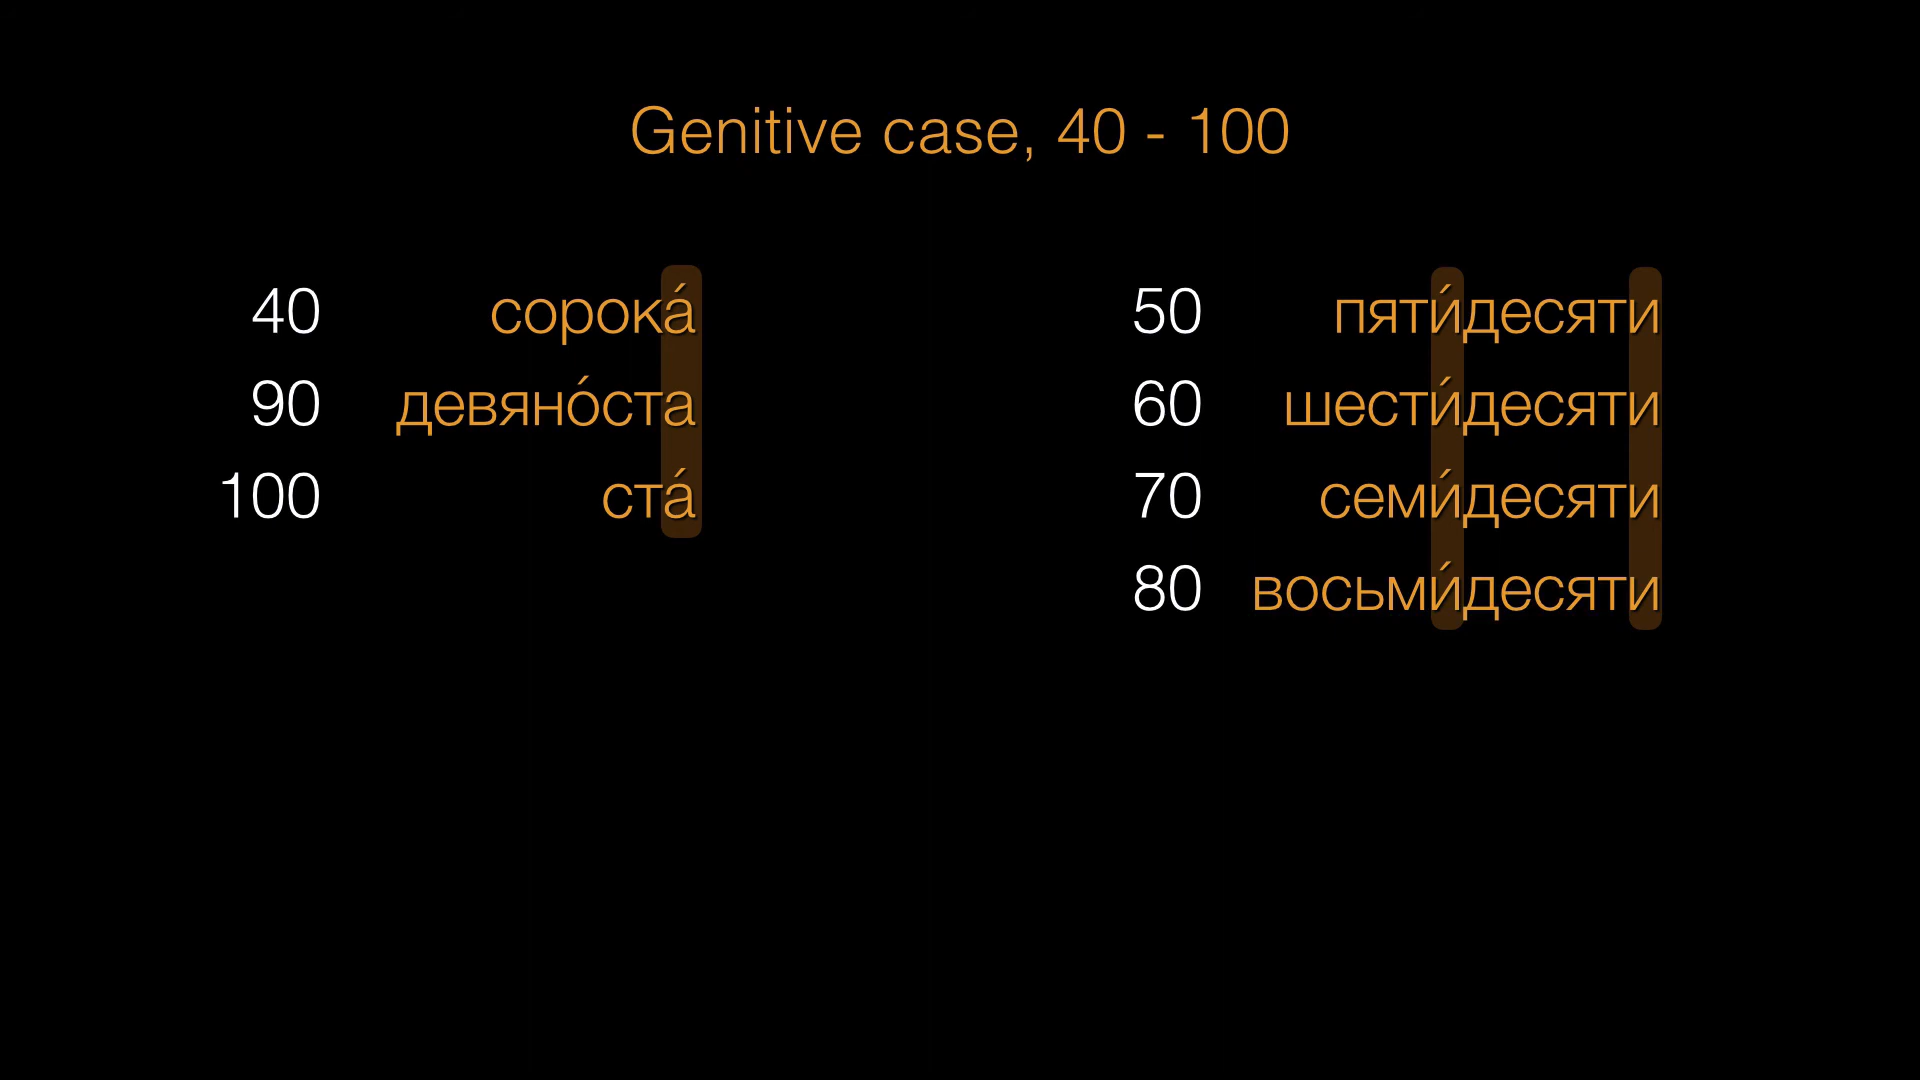 Genitive case, 40 - 100
40 сорока́
90 девяно́ста
100 ста́
50 пяти́десяти
60 шести́десяти
70 семи́десяти
80 восьми́десяти